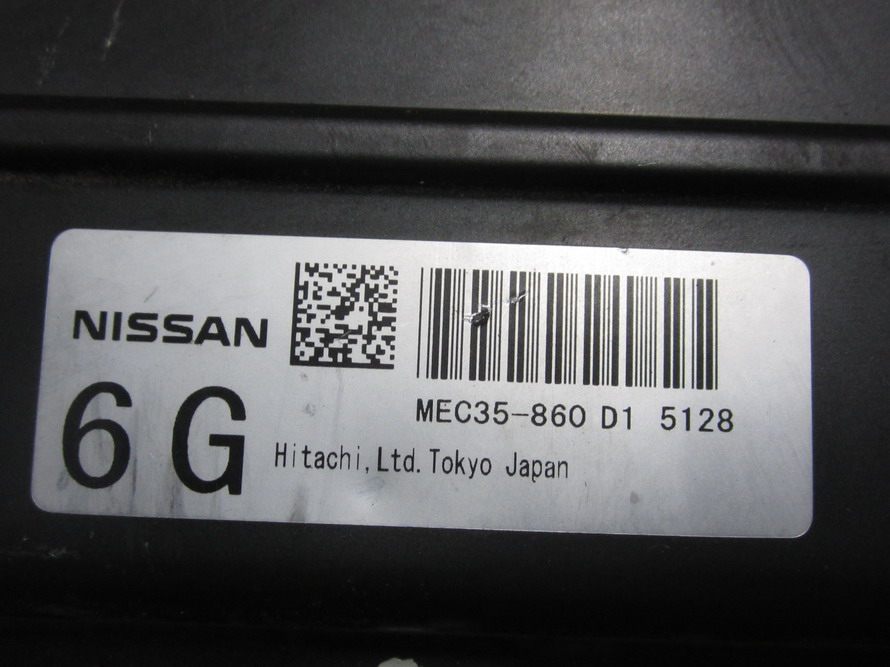 NISSAN
MEC35-860 D1 5128
6 G
Hitachi,Ltd. Tokyo Japan